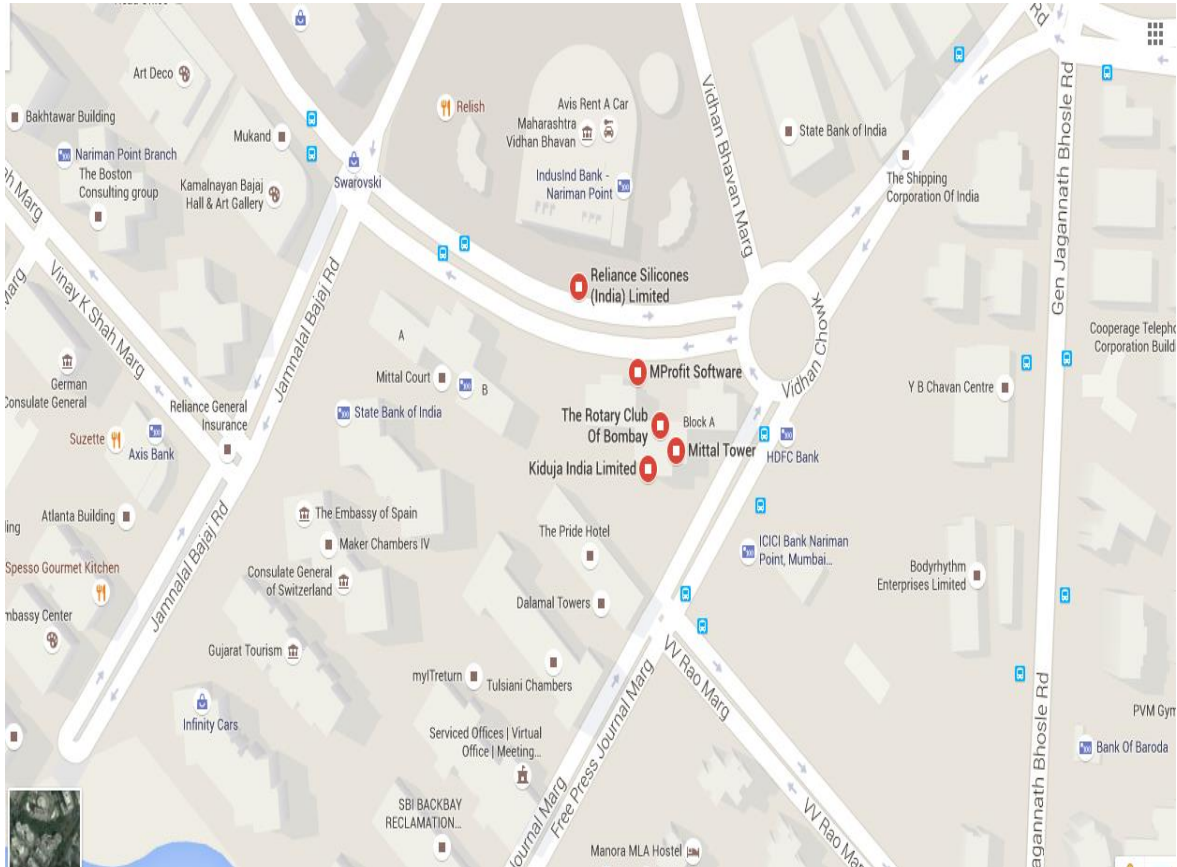 Rd
Art Deco
Bakhtawar Building
Mukand
Nariman Point Branch
The Boston
Consulting group
Kamalnayan Bajaj
Hall & Art Gallery
Swarovski
Relish
Avis Rent A Car
Maharashtra
Vidhan Bhavan
IndusInd Bank -
Nariman Point
Vidhan Bhavan Marg
State Bank of India
The Shipping
Corporation Of India
Gen Jagannath Bhosle Rd
Marg
Vinay K Shah Marg
Jamnalal Bajaj Rd
Reliance Silicones
(India) Limited
Vidhan Chowk
Cooperage Telepho
Corporation Buildi
A
Mittal Court
B
MProfit Software
German
Consulate General
Reliance General
Insurance
State Bank of India
The Rotary Club
Of Bombay
Block A
Mittal Tower
Kiduja India Limited
HDFC Bank
Y B Chavan Centre
Suzette
Axis Bank
Atlanta Building
The Embassy of Spain
Maker Chambers IV
The Pride Hotel
ICICI Bank Nariman
Point, Mumbai...
Spesso Gourmet Kitchen
Consulate General
of Switzerland
Dalamal Towers
Bodyrhythm
Enterprises Limited
Jamnalal Bajaj Rd
mbassy Center
Gujarat Tourism
myITreturn
Tulsiani Chambers
VV Rao Marg
Infinity Cars
Serviced Offices | Virtual
Office | Meeting...
Free Press Journal Marg
PVM Gym
Bank Of Baroda
SBI BACKBAY
RECLAMATION...
Journal Marg
VV Rao Marg
Jagannath Bhosle Rd
Manora MLA Hostel